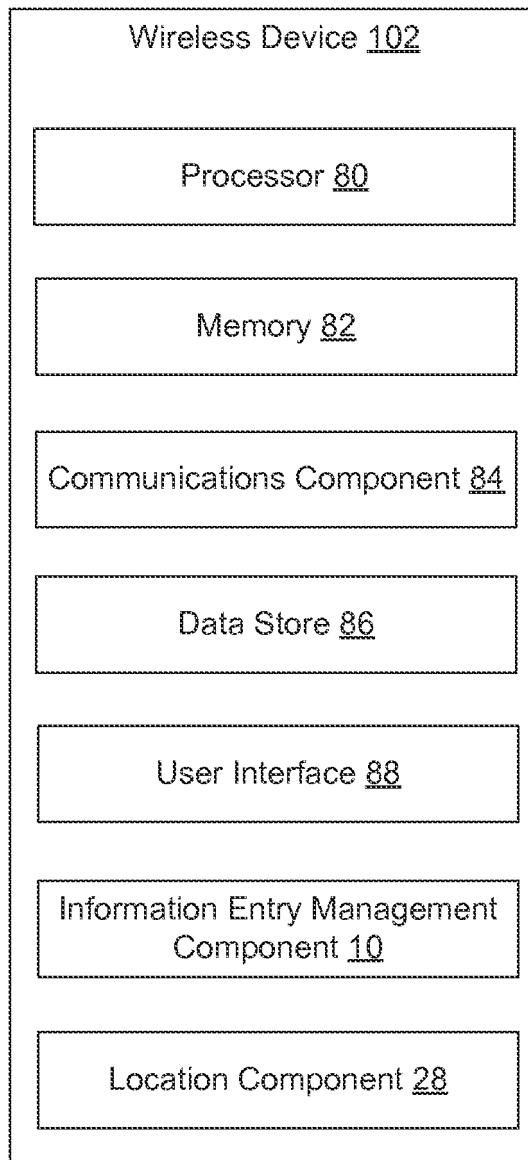 Wireless Device 102
Processor 80
Memory 82
Communications Component 84
Data Store 86
User Interface 88
Information Entry Management
Component 10
Location Component 28